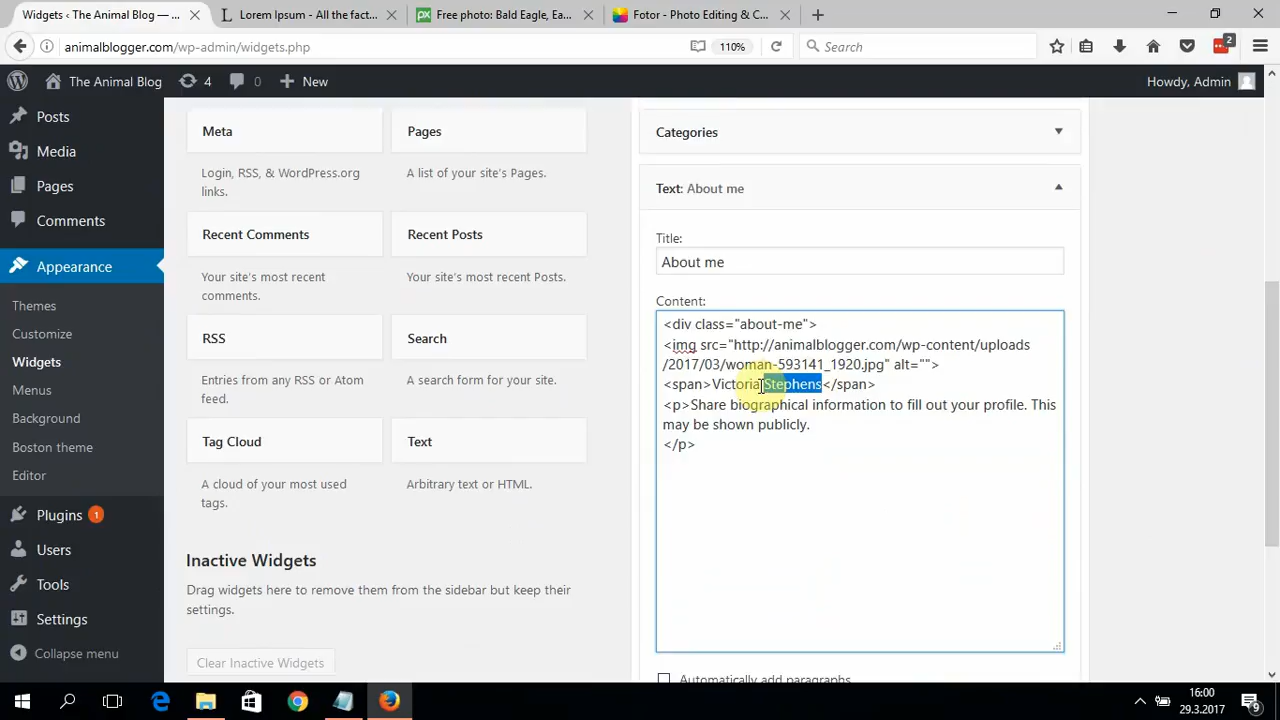 Widgets ‹ The Animal Blog —
Lorem Ipsum - All the fact
Free photo: Bald Eagle, Ea
Fotor - Photo Editing & C
animalblogger.com/wp-admin/widgets.php
110%
Search
2
The Animal Blog
4
0
New
Howdy, Admin
Posts
Media
Pages
Comments
Appearance
Themes
Customize
Widgets
Menus
Background
Boston News
Editor
Plugins 1
Users
Tools
Settings
Collapse menu
Meta
Login, RSS, & WordPress.org
links.
Pages
A list of your site's Pages.
Recent Comments
Your site's most recent
comments.
Recent Posts
Your site's most recent Posts.
RSS
Entries from any RSS or Atom
feed.
Search
A search form for your site.
Tag Cloud
A cloud of your most used
tags.
Text
Arbitrary text or HTML.
Inactive Widgets
Drag widgets here to remove them from the sidebar but keep their
settings.
Clear Inactive Widgets
Categories
Text: About me
Title:
About me
Content:
<div class="about-me">
<img src="http://animalblogger.com/wp-content/uploads
/2017/03/woman-593141_1920.jpg" alt="">
<span>Victoria Stephens</span>
<p>Share biographical information to fill out your profile. This
may be shown publicly.
</p>
Automatically add paragraphs
16:00
29.3.2017
9